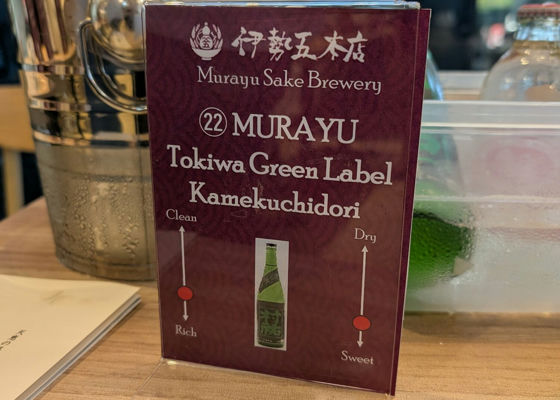 伊勢五本店
Murayu Sake Brewery
㉒ MURAYU
Tokiwa Green Label
Kamekuchidori
Clean
Dry
Rich
Sweet